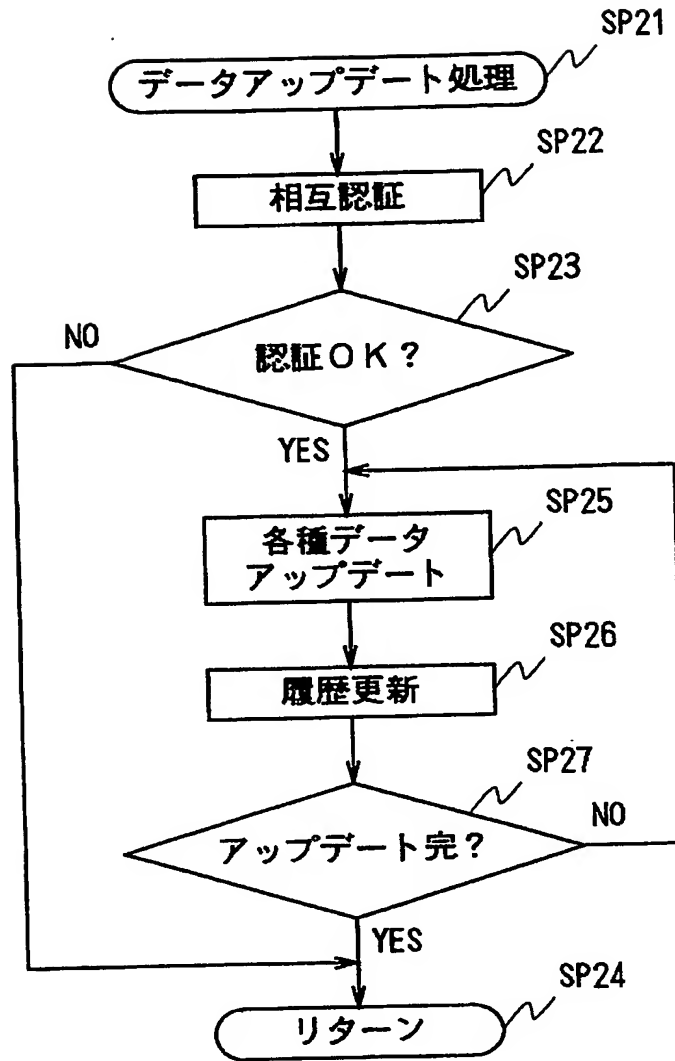 SP21
データアップデート処理
SP22
相互認証
SP23
NO
認証OK?
YES
SP25
各種データ
アップデート
SP26
履歴更新
SP27
NO
アップデート完?
YES
SP24
リターン